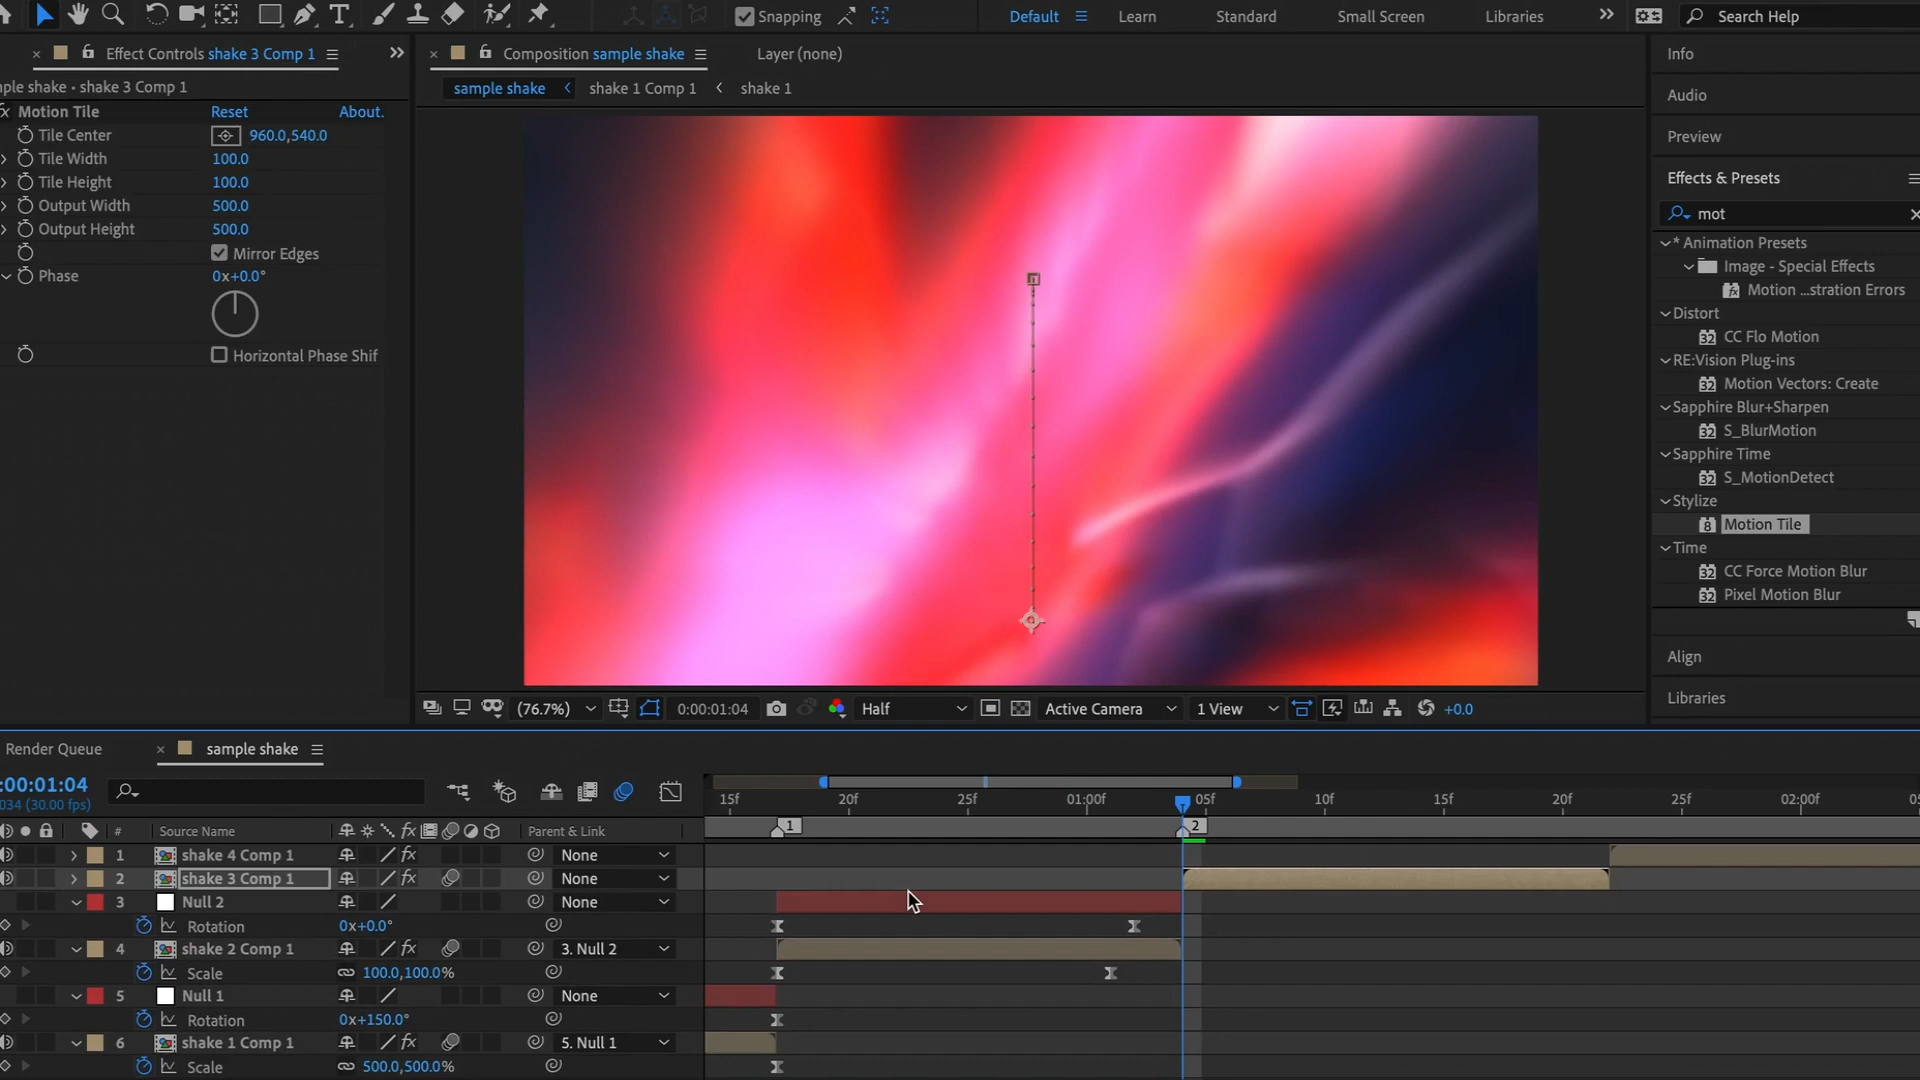 Snapping
Default
Learn
Standard
Small Screen
Libraries
Search Help
Effect Controls shake 3 Comp 1
Composition sample shake
Layer (none)
Info
mple shake • shake 3 Comp 1
sample shake
shake 1 Comp 1
shake 1
Audio
Motion Tile
Reset
About.
Tile Center
960.0,540.0
Preview
Tile Width
100.0
Tile Height
100.0
Effects & Presets
Output Width
500.0
mot
Output Height
500.0
* Animation Presets
Mirror Edges
Image - Special Effects
Phase
0x+0.0°
Motion ...stration Errors
Distort
CC Flo Motion
Horizontal Phase Shif
RE:Vision Plug-ins
Motion Vectors: Create
Sapphire Blur+Sharpen
S_BlurMotion
Sapphire Time
S_MotionDetect
Stylize
Motion Tile
Time
CC Force Motion Blur
Pixel Motion Blur
Align
Libraries
(76.7%)
0:00:01:04
Half
Active Camera
1 View
+0.0
Render Queue
sample shake
:00:01:04
034 (30.00 fps)
15f
20f
25f
01:00f
05f
10f
15f
20f
25f
02:00f
05
# Source Name
Parent & Link
1
2
1 shake 4 Comp 1 None
2 shake 3 Comp 1 None
3 Null 2 None
Rotation 0x+0.0°
4 shake 2 Comp 1 3. Null 2
Scale 100.0,100.0%
5 Null 1 None
Rotation 0x+150.0°
6 shake 1 Comp 1 5. Null 1
Scale 500.0,500.0%